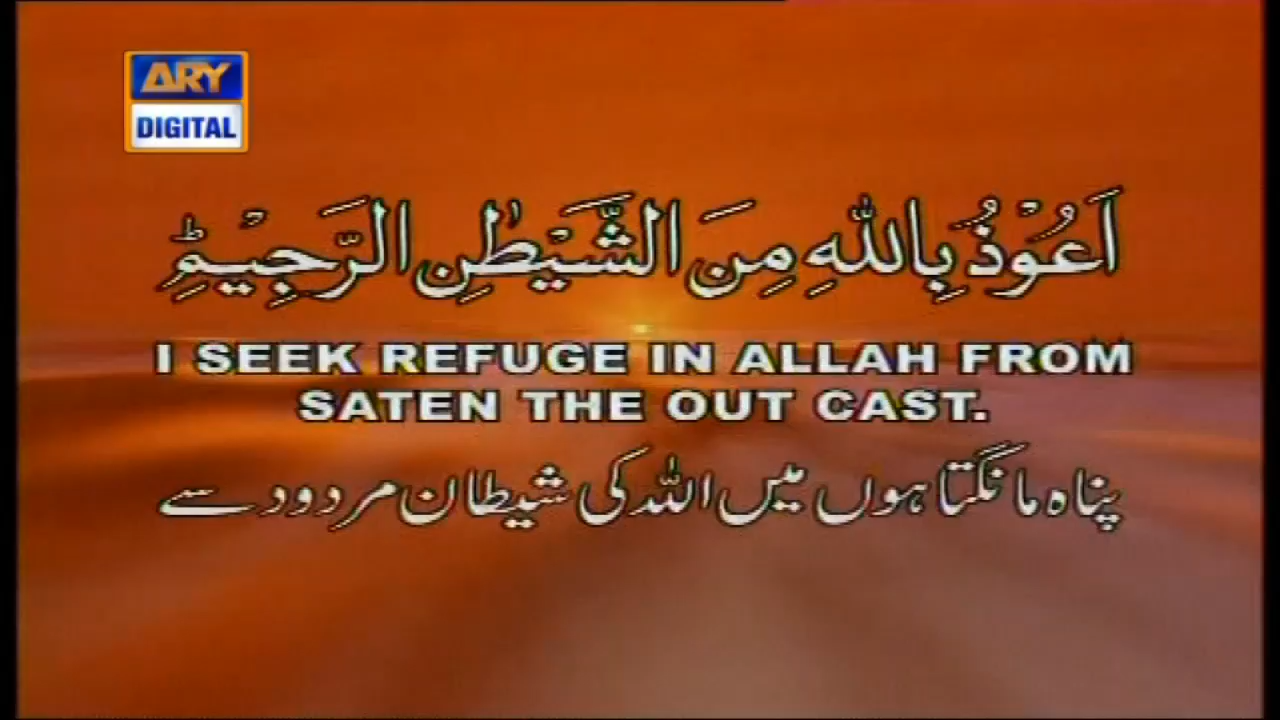 ARY
DIGITAL
اَعُوْذُ بِاللّٰهِ مِنَ الشَّيْطٰنِ الرَّجِيْمِؕ
I SEEK REFUGE IN ALLAH FROM
SATEN THE OUT CAST.
پناہ مانگتا ہوں میں اللہ کی شیطان مردود سے